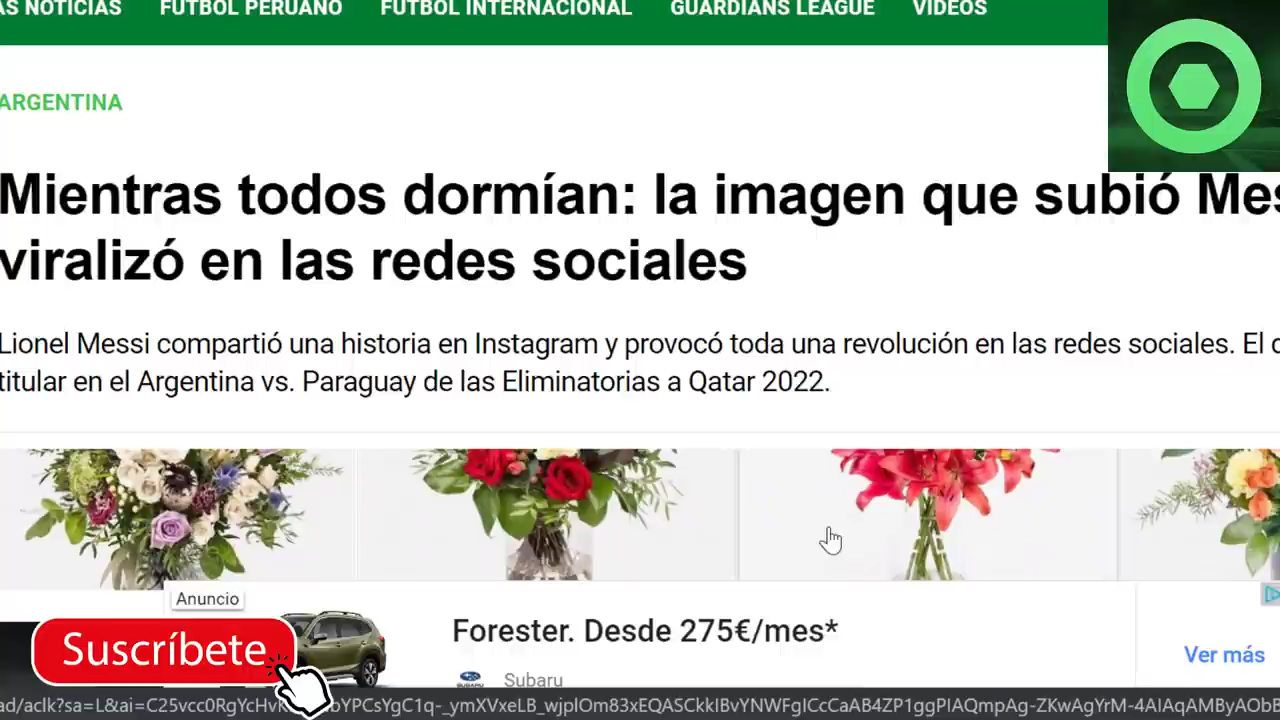 AS NOTICIAS FÚTBOL PERUANO FÚTBOL INTERNACIONAL GUARDIANS LEAGUE VIDEOS
ARGENTINA
Mientras todos dormían: la imagen que subió Mes
viralizó en las redes sociales
Lionel Messi compartió una historia en Instagram y provocó toda una revolución en las redes sociales. El
titular en el Argentina vs. Paraguay de las Eliminatorias a Qatar 2022.
Anuncio
Forester. Desde 275€/mes*
Suscríbete
Ver más
SUBARU Subaru